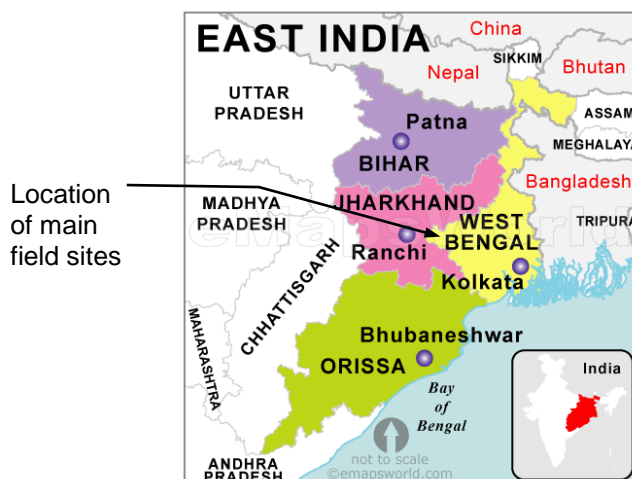 EAST INDIA
China
SIKKIM
Nepal
Bhutan
UTTAR
PRADESH
Patna
ASSAM
BIHAR
MEGHALAYA
Bangladesh
Location
of main
field sites
MADHYA
PRADESH
JHARKHAND
WEST
BENGAL
TRIPURA
eMapsWorld
Ranchi
Kolkata
CHHATTISGARH
MAHARASHTRA
Bhubaneshwar
ORISSA
India
Bay
of
Bengal
not to scale
©emapsworld.com
ANDHRA
PRADESH